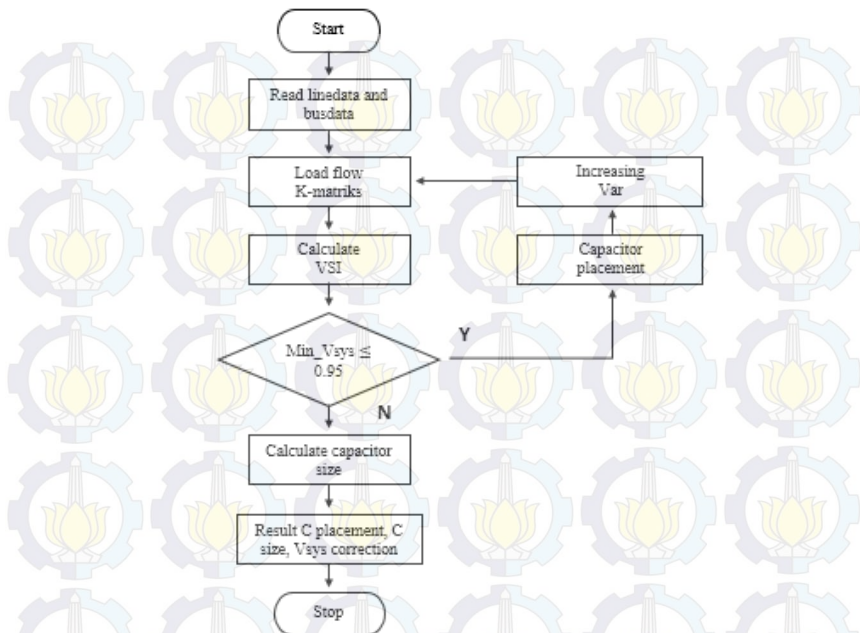 Start
Read linedata and
busdata
Load flow
K-matriks
Increasing
Var
Calculate
VSI
Capacitor
placement
Min_Vsys ≤
0.95
Y
N
Calculate capacitor
size
Result C placement, C
size, Vsys correction
Stop